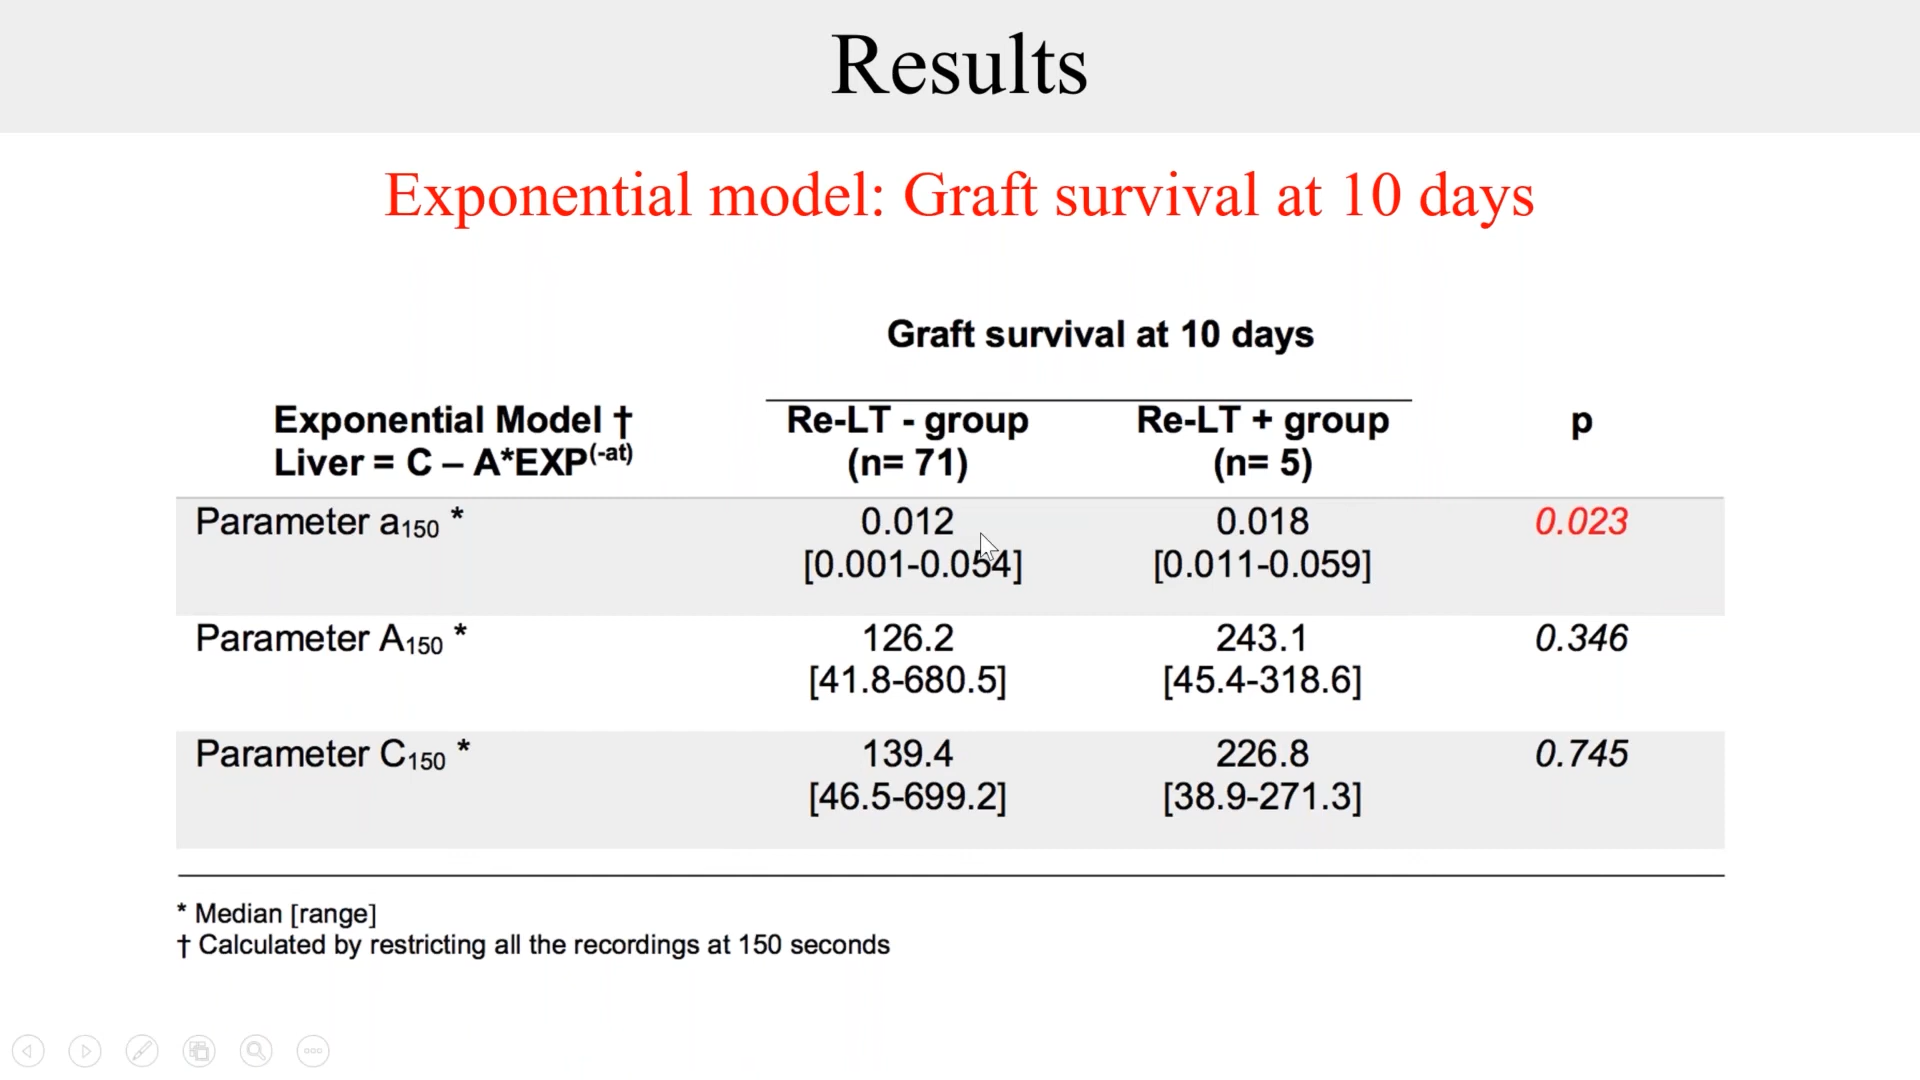 Results
Exponential model: Graft survival at 10 days
Graft survival at 10 days
Exponential Model †
Liver = C – A*EXP(-at)
Re-LT - group
(n= 71)
Re-LT + group
(n= 5)
p
Parameter a150 *
0.012
[0.001-0.054]
0.018
[0.011-0.059]
0.023
Parameter A150 *
126.2
[41.8-680.5]
243.1
[45.4-318.6]
0.346
Parameter C150 *
139.4
[46.5-699.2]
226.8
[38.9-271.3]
0.745
* Median [range]
† Calculated by restricting all the recordings at 150 seconds